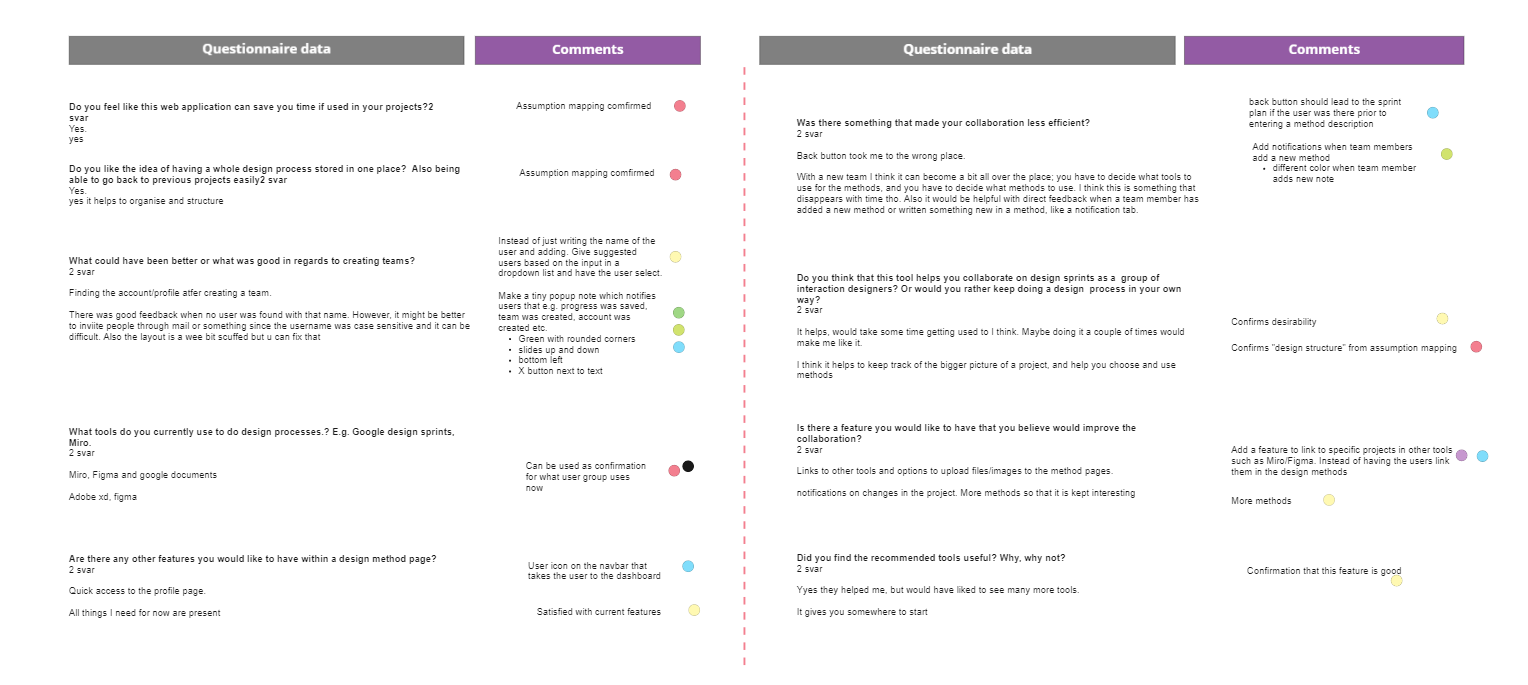 Questionnaire data
Comments
Do you feel like this web application can save you time if used in your projects?2
svar
Yes.
yes
Assumption mapping comfirmed
Do you like the idea of having a whole design process stored in one place?  Also being
able to go back to previous projects easily2 svar
Yes.
yes it helps to organise and structure
Assumption mapping comfirmed
What could have been better or what was good in regards to creating teams?
2 svar
Finding the account/profile atfer creating a team.
There was good feedback when no user was found with that name. However, it might be better
to inviite people through mail or something since the username was case sensitive and it can be
difficult. Also the layout is a wee bit scuffed but u can fix that
Instead of just writing the name of the
user and adding. Give suggested
users based on the input in a
dropdown list and have the user select.
Make a tiny popup note which notifies
users that e.g. progress was saved,
team was created, account was
created etc.
• Green with rounded corners
• slides up and down
• bottom left
• X button next to text
What tools do you currently use to do design processes.? E.g. Google design sprints,
Miro.
2 svar
Miro, Figma and google documents
Adobe xd, figma
Can be used as confirmation
for what user group uses
now
Are there any other features you would like to have within a design method page?
2 svar
Quick access to the profile page.
All things I need for now are present
User icon on the navbar that
takes the user to the dashboard
Satisfied with current features
Questionnaire data
Comments
Was there something that made your collaboration less efficient?
2 svar
Back button took me to the wrong place.
With a new team I think it can become a bit all over the place; you have to decide what tools to
use for the methods, and you have to decide what methods to use. I think this is something that
disappears with time tho. Also it would be helpful with direct feedback when a team member has
added a new method or written something new in a method, like a notification tab.
back button should lead to the sprint
plan if the user was there prior to
entering a method description
Add notifications when team members
add a new method
• different color when team member
adds new note
Do you think that this tool helps you collaborate on design sprints as a  group of
interaction designers? Or would you rather keep doing a design  process in your own
way?
2 svar
It helps, would take some time getting used to I think. Maybe doing it a couple of times would
make me like it.
I think it helps to keep track of the bigger picture of a project, and help you choose and use
methods
Confirms desirability
Confirms "design structure" from assumption mapping
Is there a feature you would like to have that you believe would improve the
collaboration?
2 svar
Links to other tools and options to upload files/images to the method pages.
notifications on changes in the project. More methods so that it is kept interesting
Add a feature to link to specific projects in other tools
such as Miro/Figma. Instead of having the users link
them in the design methods
More methods
Did you find the recommended tools useful? Why, why not?
2 svar
Yyes they helped me, but would have liked to see many more tools.
It gives you somewhere to start
Confirmation that this feature is good